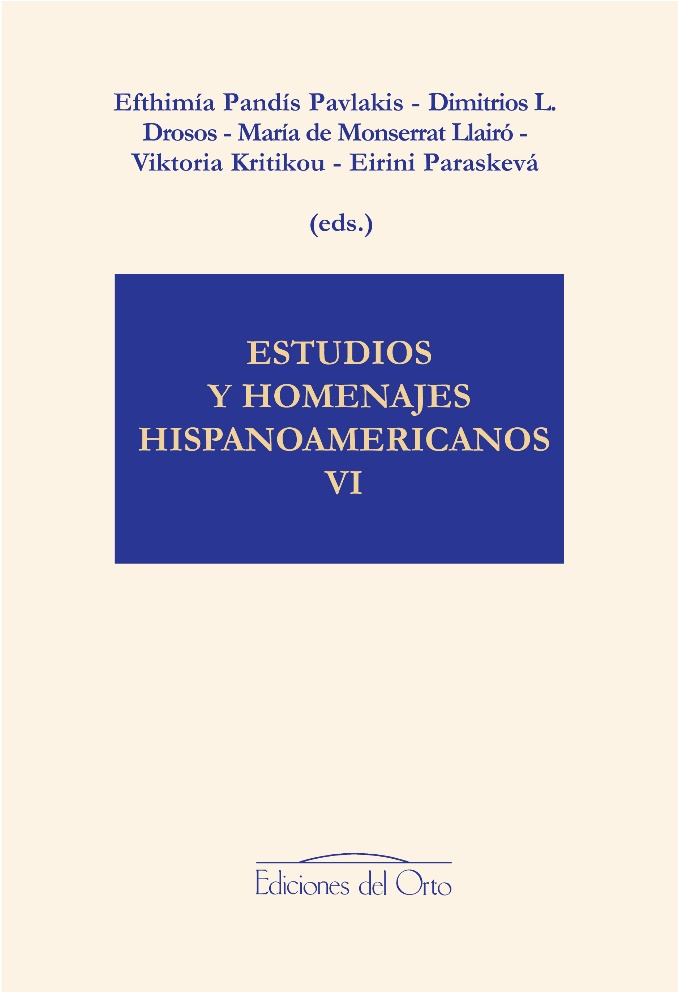 Efthimía Pandís Pavlakis - Dimitrios L.
Drosos - María de Monserrat Llairó -
Viktoria Kritikou - Eirini Paraskevá
(eds.)
ESTUDIOS
Y HOMENAJES
HISPANOAMERICANOS
VI
Ediciones del Orto